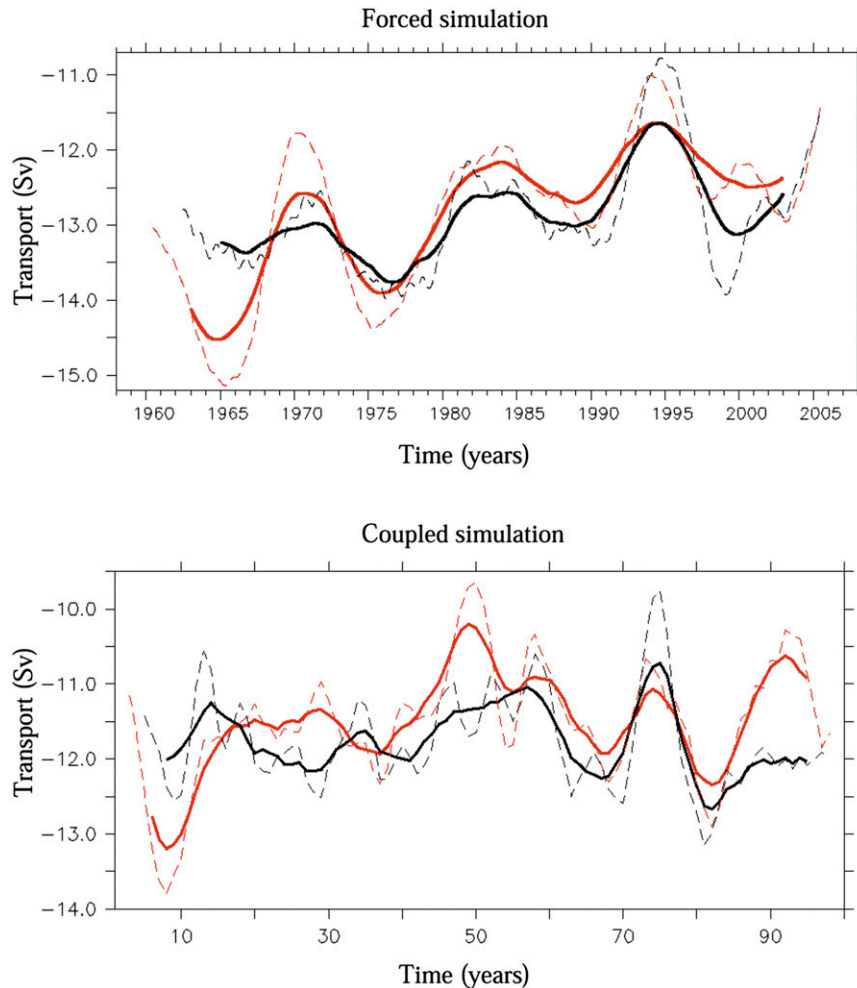 Forced simulation
−11.0
−12.0
−13.0
−14.0
−15.0
Transport (Sv)
1960 1965 1970 1975 1980 1985 1990 1995 2000 2005
Time (years)
Coupled simulation
−10.0
−11.0
−12.0
−13.0
−14.0
Transport (Sv)
10 30 50 70 90
Time (years)